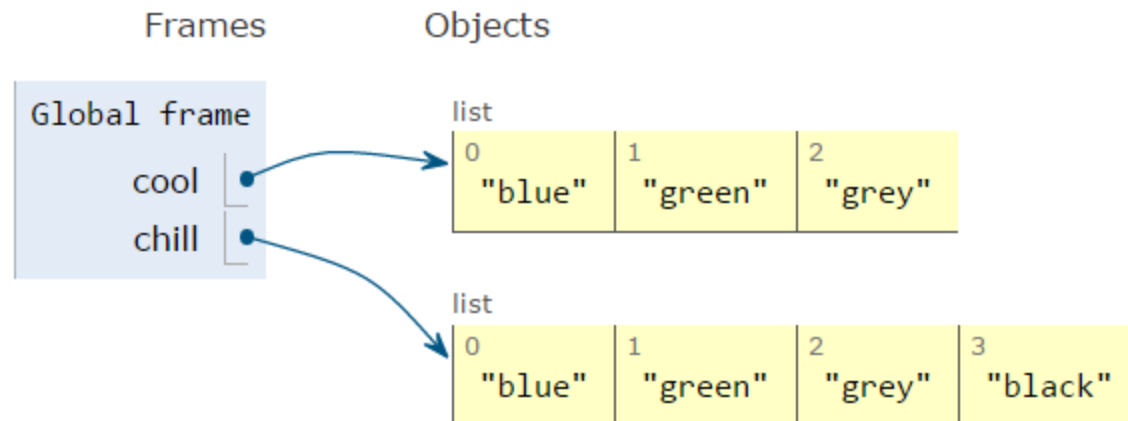 Frames Objects
Global frame
cool
chill
list
0 1 2
"blue" "green" "grey"
list
0 1 2 3
"blue" "green" "grey" "black"